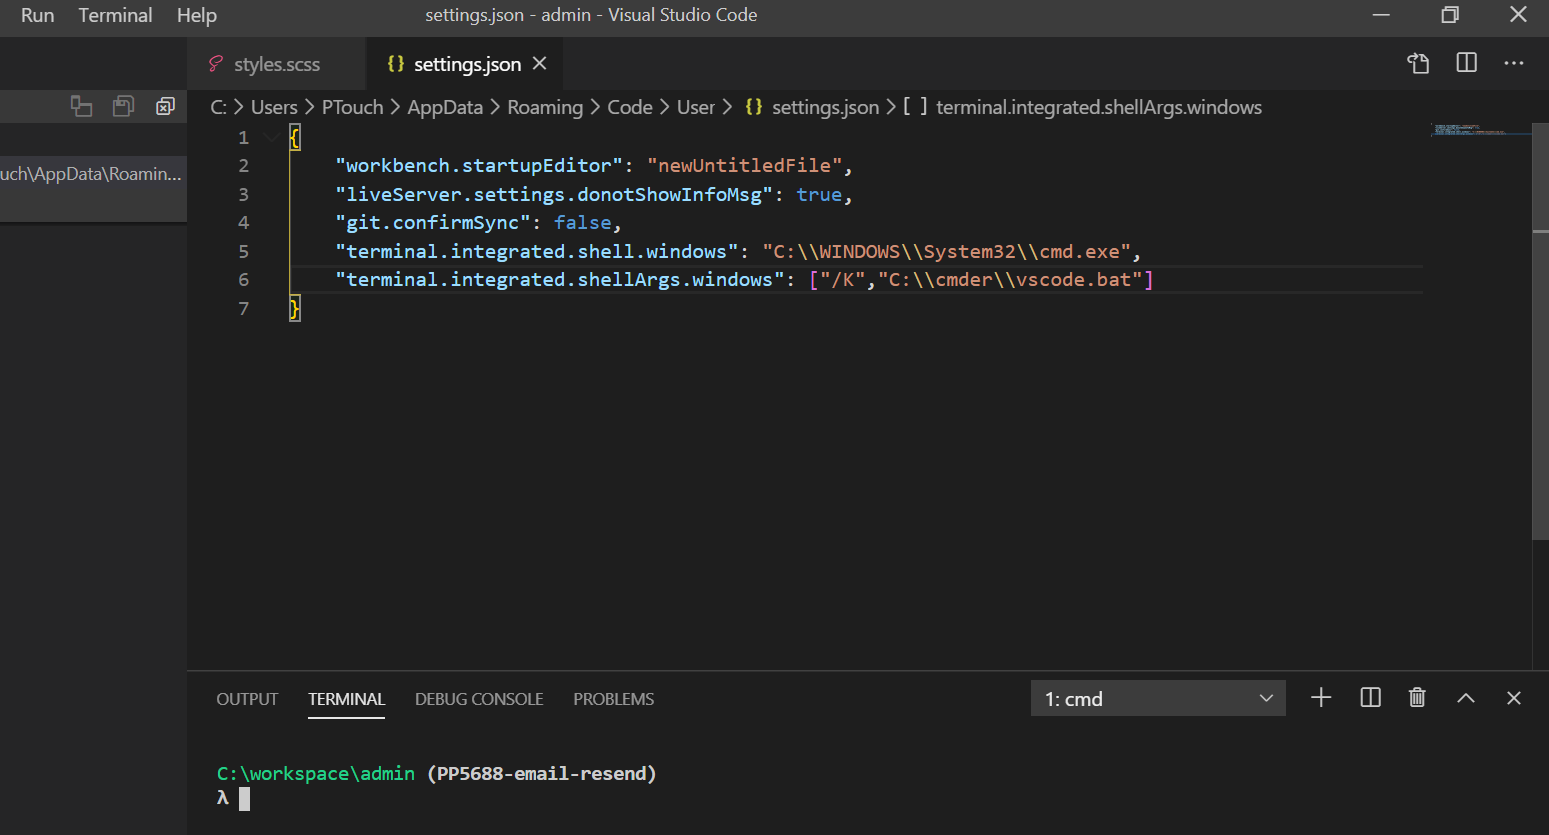 Run Terminal Help settings.json - admin - Visual Studio Code
styles.scss {} settings.json
C: > Users > PTouch > AppData > Roaming > Code > User > {} settings.json > [ ] terminal.integrated.shellArgs.windows
uch\AppData\Roamin...
1 {
2 "workbench.startupEditor": "newUntitledFile",
3 "liveServer.settings.donotShowInfoMsg": true,
4 "git.confirmSync": false,
5 "terminal.integrated.shell.windows": "C:\\WINDOWS\\System32\\cmd.exe",
6 "terminal.integrated.shellArgs.windows": ["/K","C:\\cmder\\vscode.bat"]
7 }
OUTPUT TERMINAL DEBUG CONSOLE PROBLEMS 1: cmd
C:\workspace\admin (PP5688-email-resend)
λ